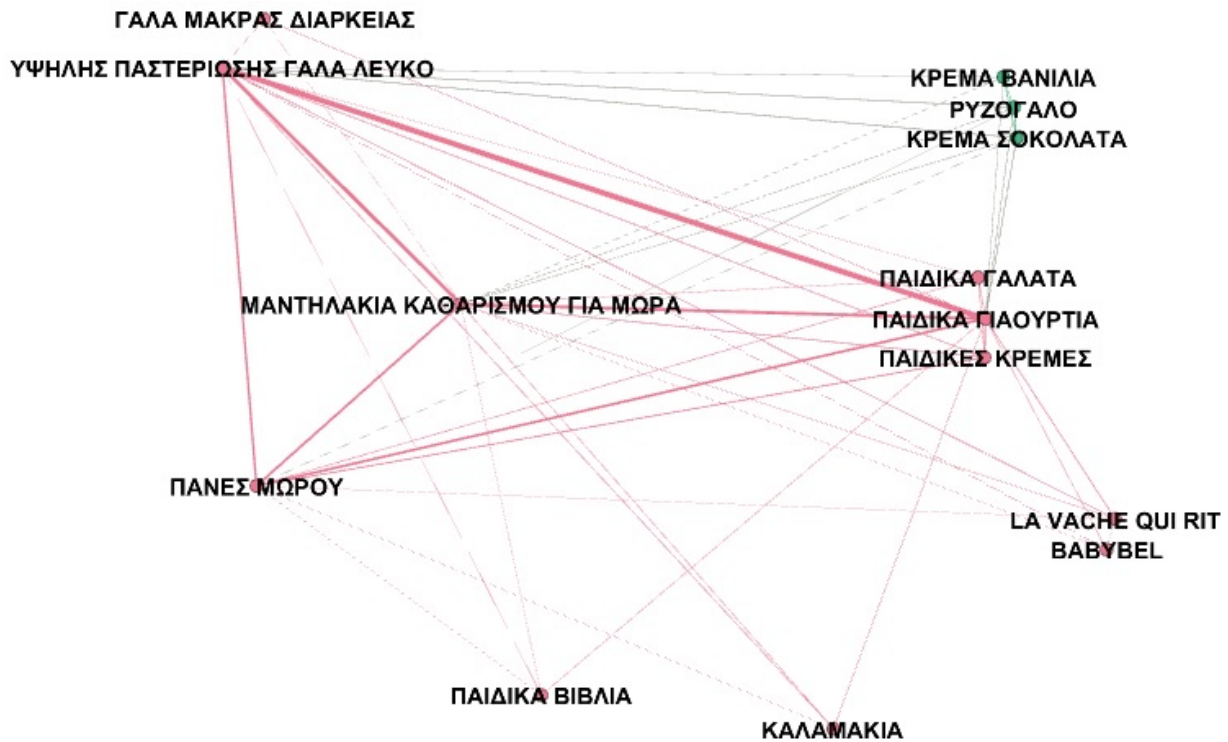 ΓΑΛΑ ΜΑΚΡΑΣ ΔΙΑΡΚΕΙΑΣ
ΥΨΗΛΗΣ ΠΑΣΤΕΡΙΩΣΗΣ ΓΑΛΑ ΛΕΥΚΟ
ΚΡΕΜΑ ΒΑΝΙΛΙΑ
ΡΥΖΟΓΑΛΟ
ΚΡΕΜΑ ΣΟΚΟΛΑΤΑ
ΠΑΙΔΙΚΑ ΓΑΛΑΤΑ
ΜΑΝΤΗΛΑΚΙΑ ΚΑΘΑΡΙΣΜΟΥ ΓΙΑ ΜΩΡΑ
ΠΑΙΔΙΚΑ ΓΙΑΟΥΡΤΙΑ
ΠΑΙΔΙΚΕΣ ΚΡΕΜΕΣ
ΠΑΝΕΣ ΜΩΡΟΥ
LA VACHE QUI RIT
BABYBEL
ΠΑΙΔΙΚΑ ΒΙΒΛΙΑ
ΚΑΛΑΜΑΚΙΑ